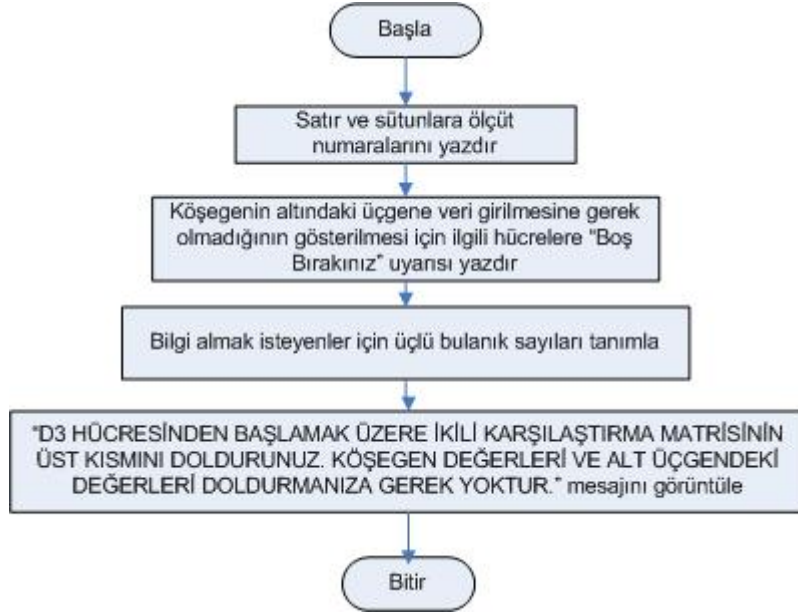 Başla
Satır ve sütunlara ölçüt
numaralarını yazdır
Köşegenin altındaki üçgene veri girilmesine gerek
olmadığının gösterilmesi için ilgili hücrelere “Boş
Bırakınız” uyarısı yazdır
Bilgi almak isteyenler için üçlü bulanık sayıları tanımla
“D3 HÜCRESİNDEN BAŞLAMAK ÜZERE İKİLİ KARŞILAŞTIRMA MATRİSİNİN
ÜST KISMINI DOLDURUNUZ. KÖŞEGEN DEĞERLERİ VE ALT ÜÇGENDEKİ
DEĞERLERİ DOLDURMANIZA GEREK YOKTUR.” mesajını görüntüle
Bitir